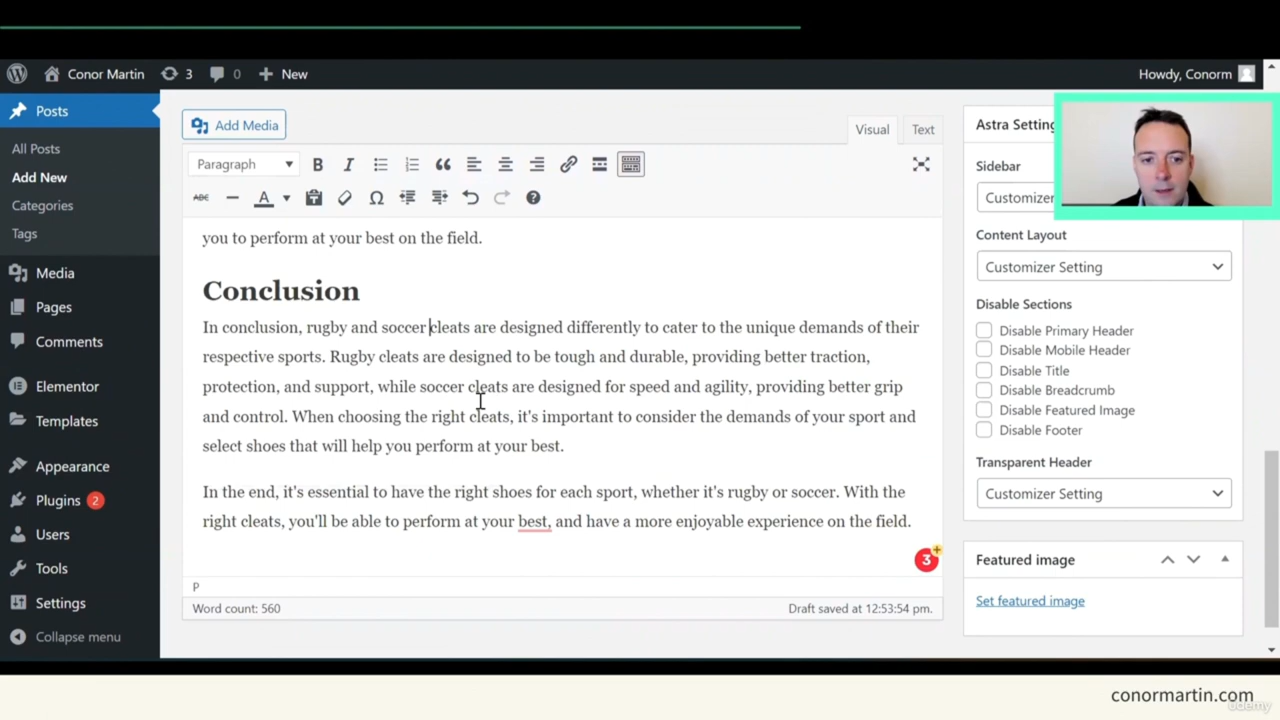 Conor Martin
3
0
New
Howdy, Conorm
Posts
All Posts
Add New
Categories
Tags
Media
Pages
Comments
Elementor
Templates
Appearance
Plugins 2
Users
Tools
Settings
Collapse menu
Add Media
Visual
Text
Paragraph
B
I
ABC
A
you to perform at your best on the field.
Conclusion
In conclusion, rugby and soccer cleats are designed differently to cater to the unique demands of their
respective sports. Rugby cleats are designed to be tough and durable, providing better traction,
protection, and support, while soccer cleats are designed for speed and agility, providing better grip
and control. When choosing the right cleats, it's important to consider the demands of your sport and
select shoes that will help you perform at your best.
In the end, it's essential to have the right shoes for each sport, whether it's rugby or soccer. With the
right cleats, you'll be able to perform at your best, and have a more enjoyable experience on the field.
3
P
Word count: 560
Draft saved at 12:53:54 pm.
Astra Setting
Sidebar
Customizer
Content Layout
Customizer Setting
Disable Sections
Disable Primary Header
Disable Mobile Header
Disable Title
Disable Breadcrumb
Disable Featured Image
Disable Footer
Transparent Header
Customizer Setting
Featured image
Set featured image
conormartin.com
udemy